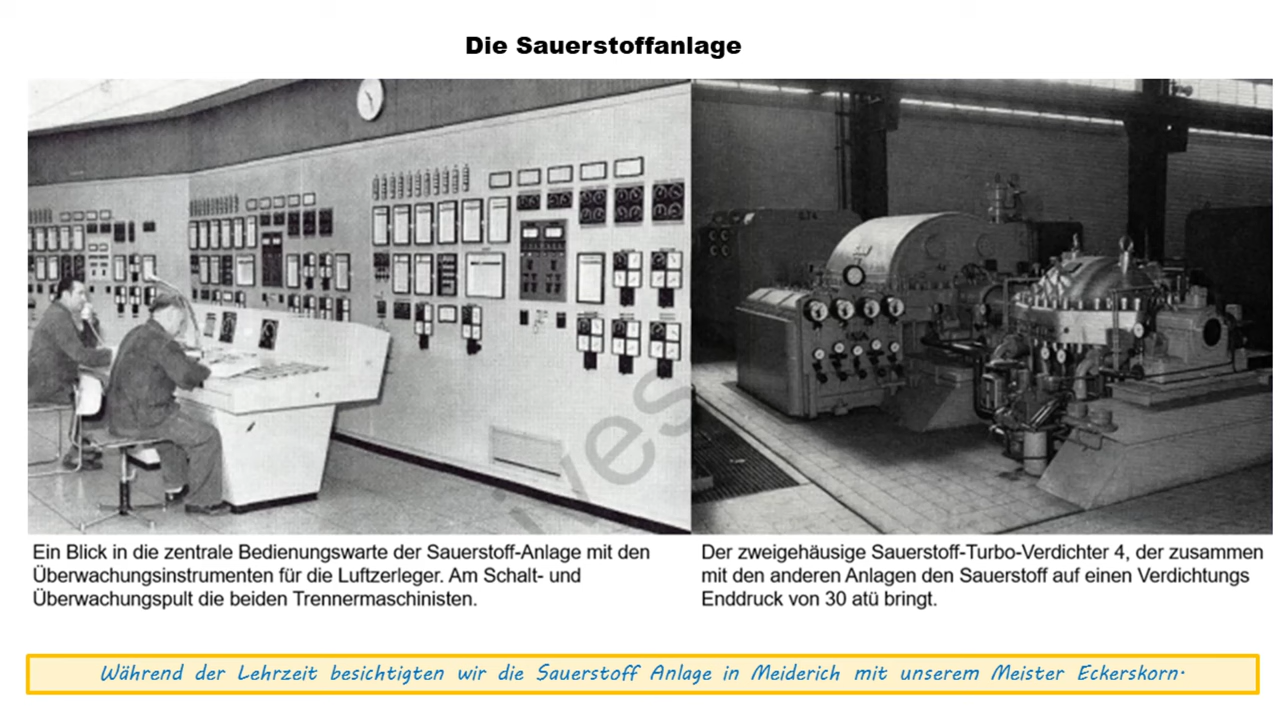 Die Sauerstoffanlage
Ein Blick in die zentrale Bedienungswarte der Sauerstoff-Anlage mit den
Überwachungsinstrumenten für die Luftzerleger. Am Schalt- und
Überwachungspult die beiden Trennermaschinisten.
Der zweigehäusige Sauerstoff-Turbo-Verdichter 4, der zusammen
mit den anderen Anlagen den Sauerstoff auf einen Verdichtungs
Enddruck von 30 atü bringt.
Während der Lehrzeit besichtigten wir die Sauerstoff Anlage in Meiderich mit unserem Meister Eckerskorn.